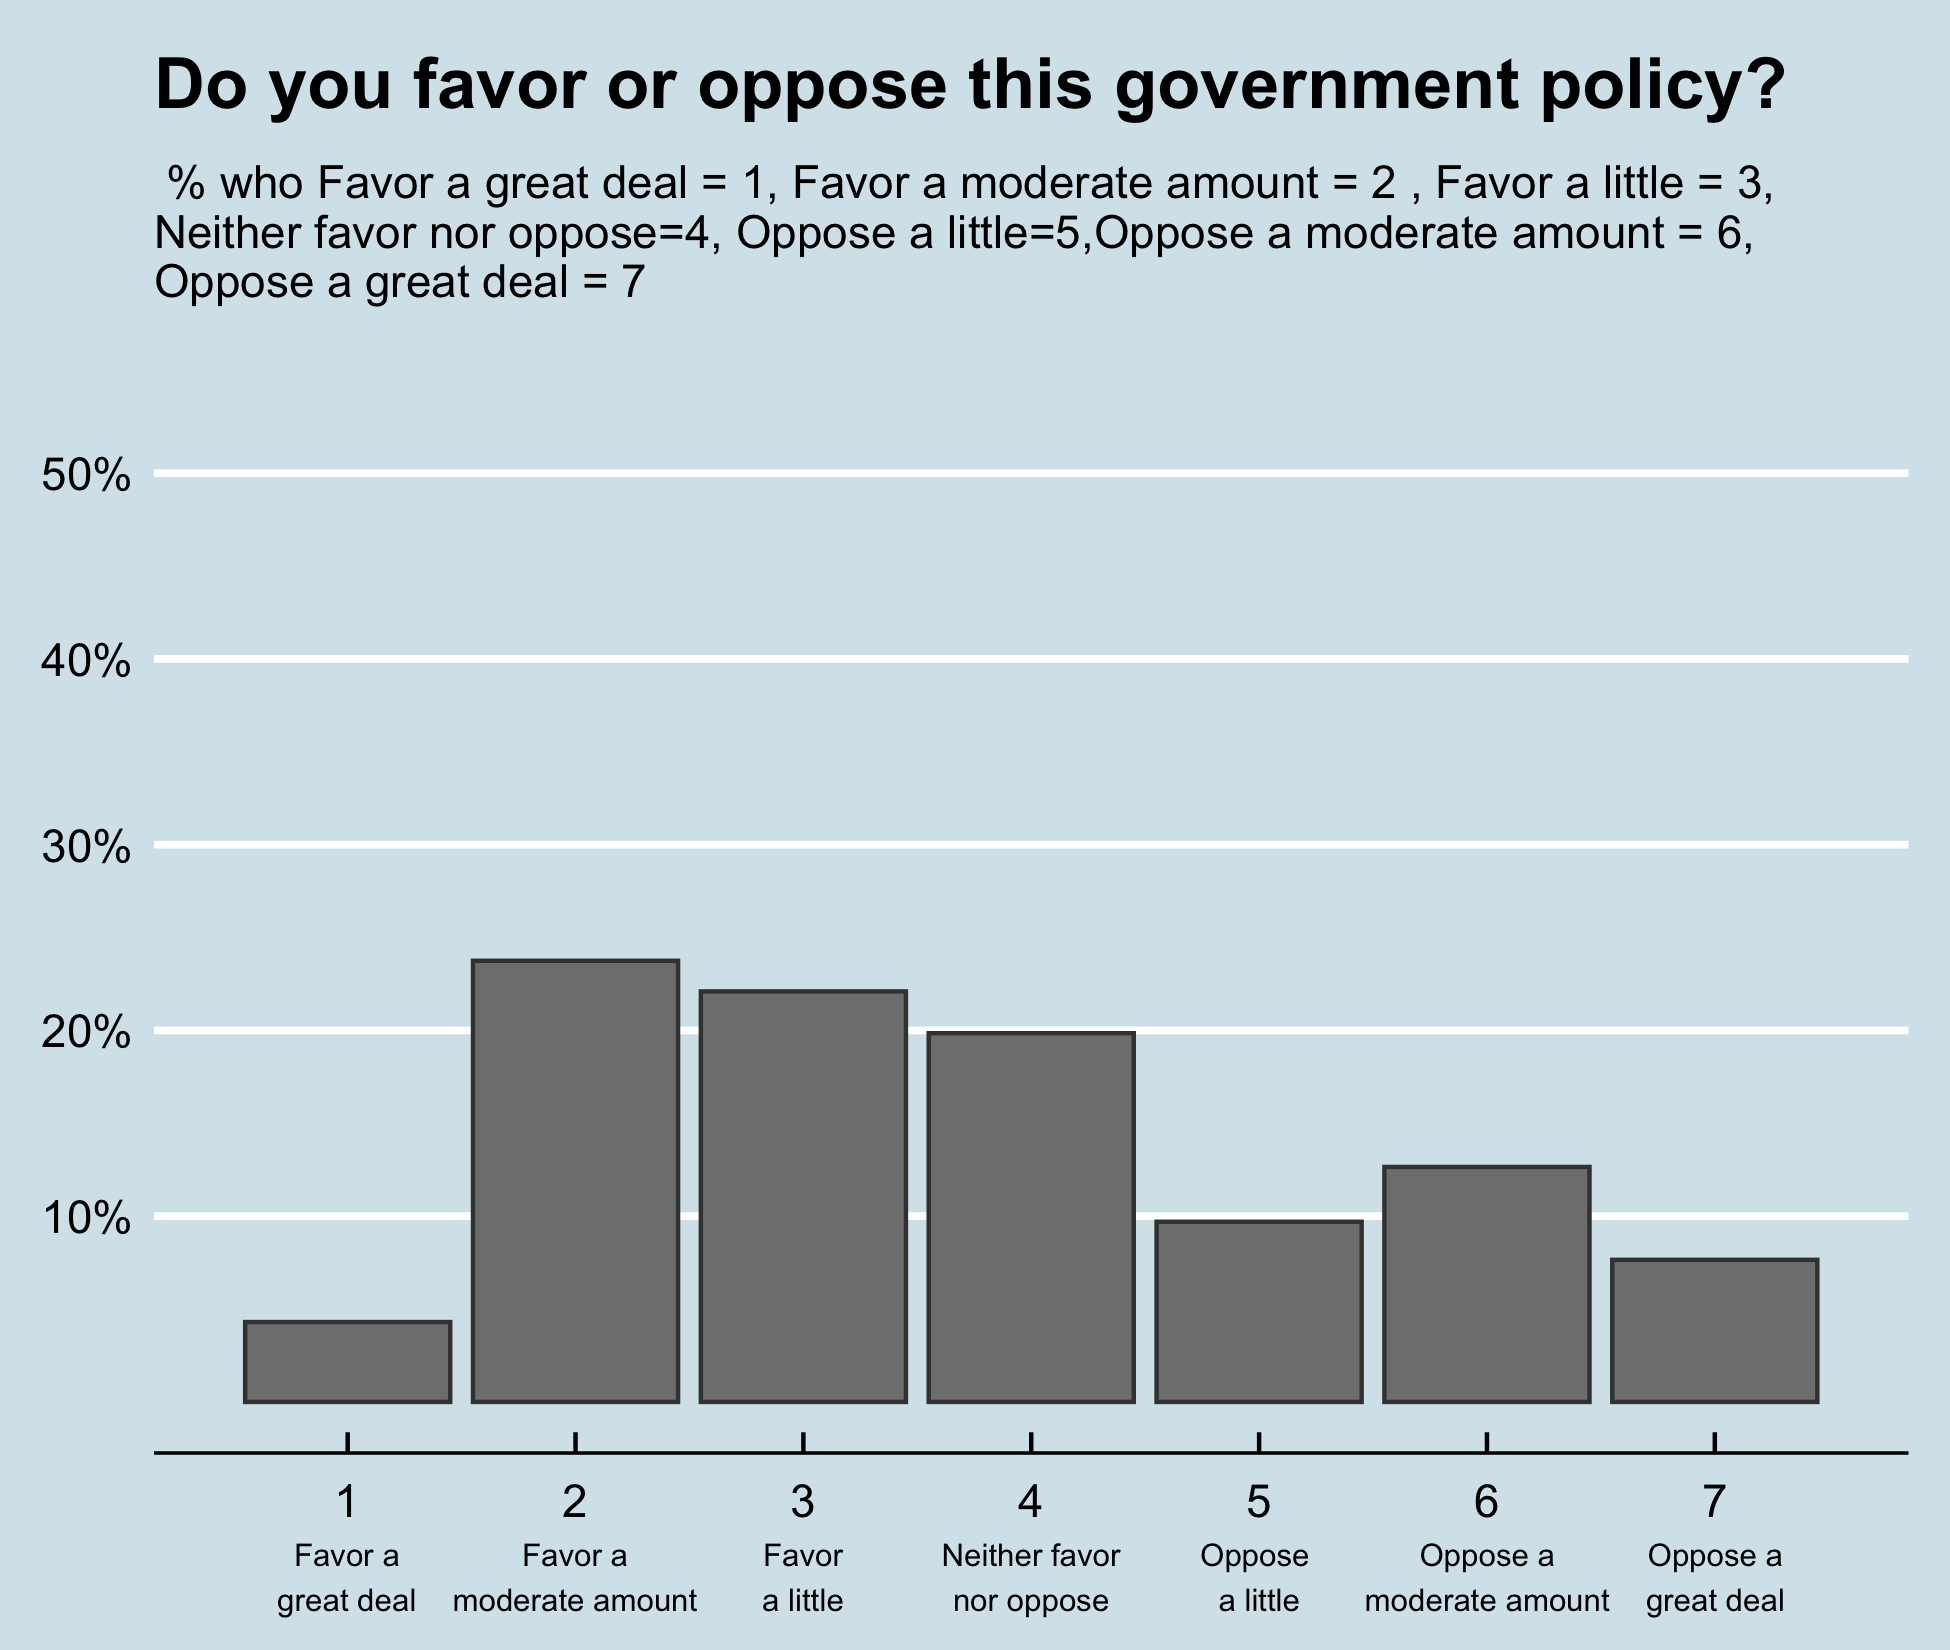 Do you favor or oppose this government policy?
% who Favor a great deal = 1, Favor a moderate amount = 2 , Favor a little = 3,
Neither favor nor oppose=4, Oppose a little=5,Oppose a moderate amount = 6,
Oppose a great deal = 7
50%
40%
30%
20%
10%
1 2 3 4 5 6 7
Favor a Favor a Favor Neither favor Oppose Oppose a Oppose a
great deal moderate amount a little nor oppose a little moderate amount great deal